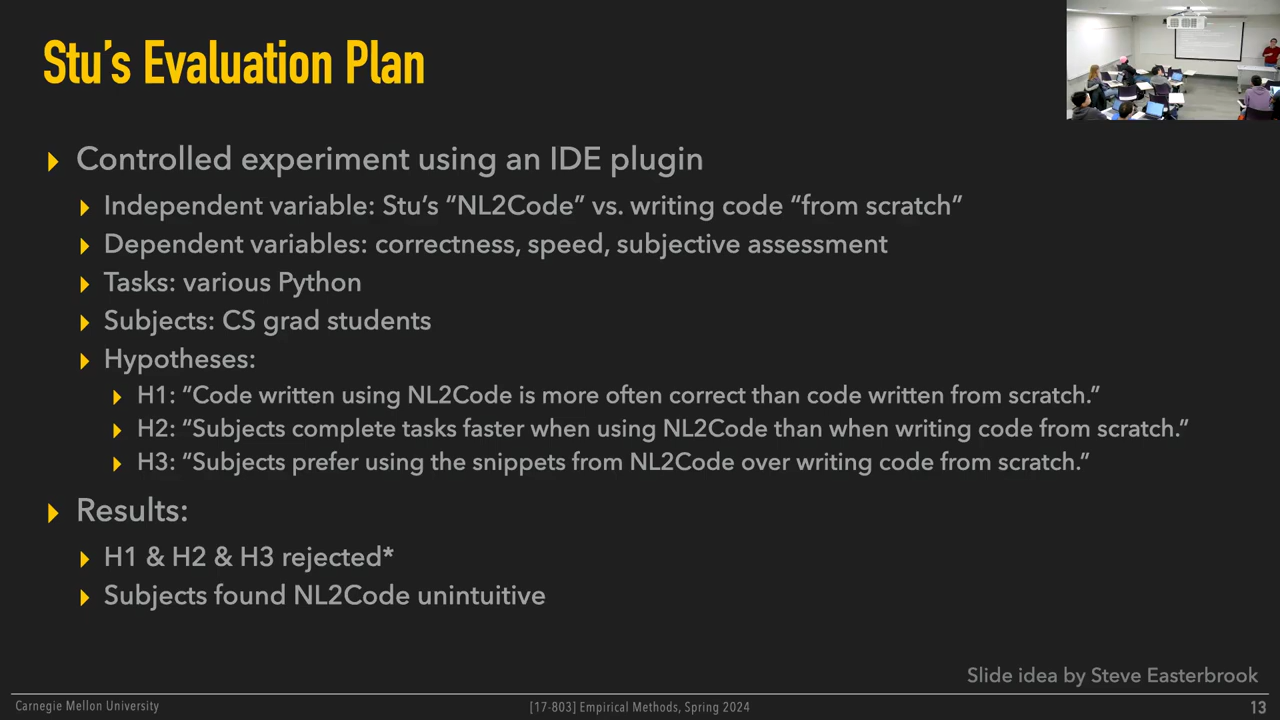 Stu’s Evaluation Plan
Controlled experiment using an IDE plugin
Independent variable: Stu’s “NL2Code” vs. writing code “from scratch”
Dependent variables: correctness, speed, subjective assessment
Tasks: various Python
Subjects: CS grad students
Hypotheses:
H1: “Code written using NL2Code is more often correct than code written from scratch.”
H2: “Subjects complete tasks faster when using NL2Code than when writing code from scratch.”
H3: “Subjects prefer using the snippets from NL2Code over writing code from scratch.”
Results:
H1 & H2 & H3 rejected*
Subjects found NL2Code unintuitive
Slide idea by Steve Easterbrook
Carnegie Mellon University
[17-803] Empirical Methods, Spring 2024
13